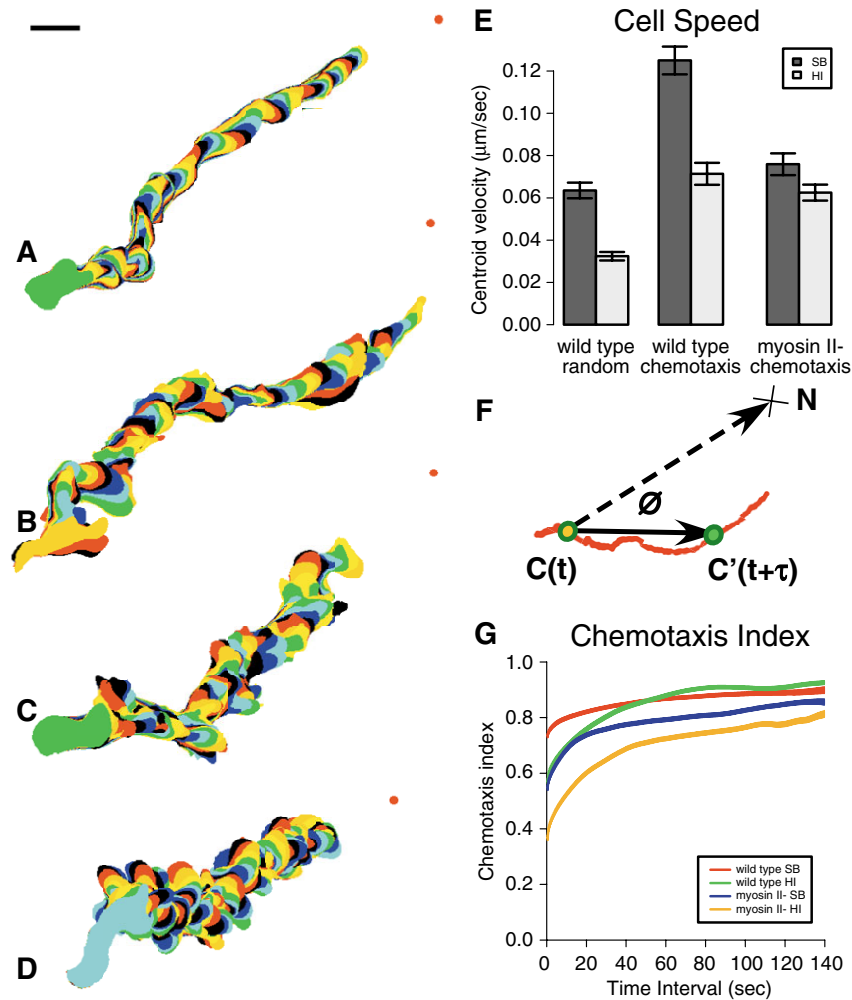 A
B
C
D
E
Cell Speed
SB
HI
Centroid velocity (μm/sec)
0.12
0.10
0.08
0.06
0.04
0.02
0.00
wild type
random
wild type
chemotaxis
myosin II-
chemotaxis
F
N
Ø
C(t)
C'(t+τ)
G
Chemotaxis Index
Chemotaxis index
1.0
0.8
0.6
0.4
0.2
0.0
wild type SB
wild type HI
myosin II- SB
myosin II- HI
0 20 40 60 80 100 120 140
Time Interval (sec)